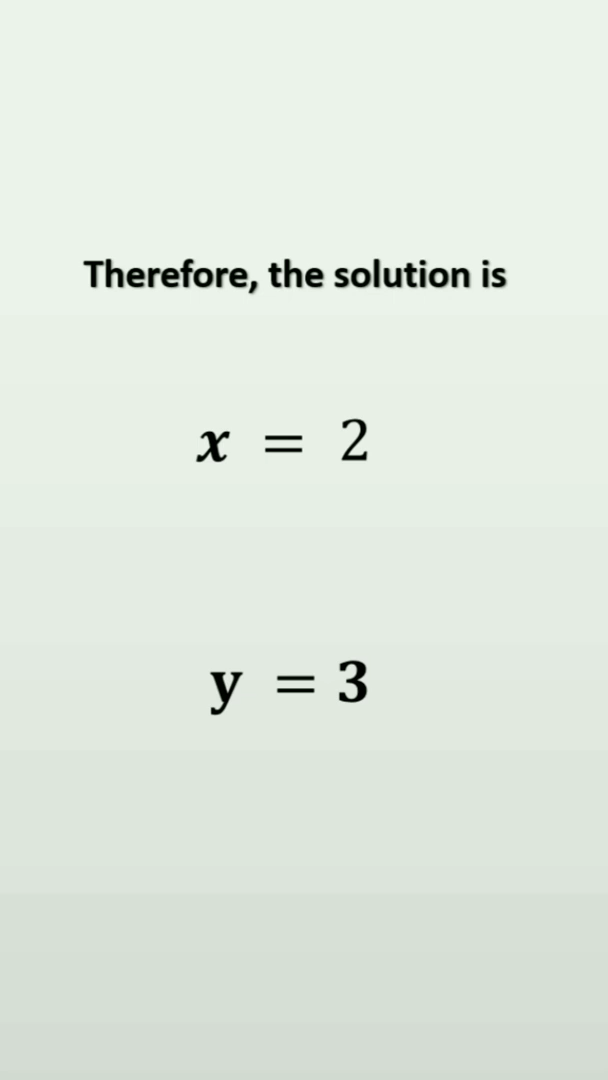 Therefore, the solution is
x = 2
y = 3